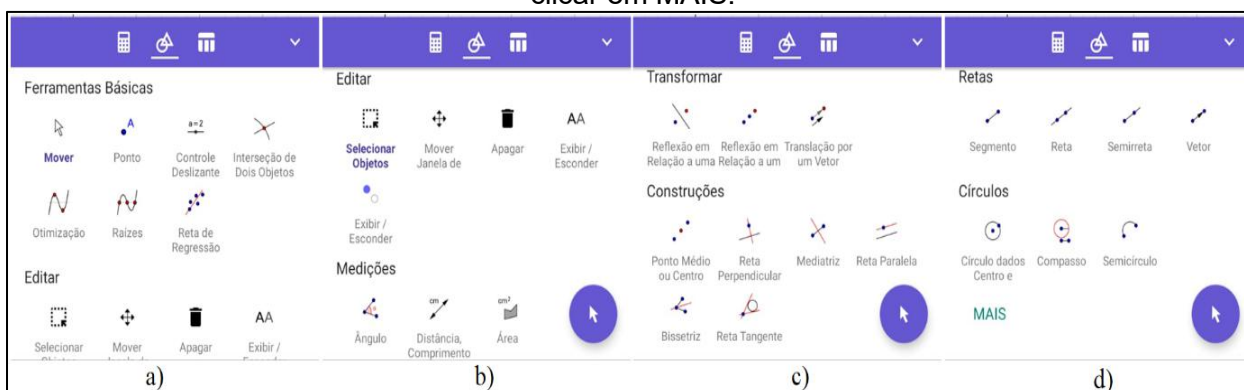 clicar em MAIS.
Ferramentas Básicas
a=2
A
Mover Ponto Controle Deslizante Interseção de Dois Objetos
Otimização Raízes Reta de Regressão
Editar
AA
Selecionar Mover Apagar Exibir /
a)
Editar
AA
Selecionar Objetos Mover Janela de Apagar Exibir / Esconder
Exibir / Esconder
Medições
cm cm²
Ângulo Distância, Comprimento Área
b)
Transformar
Reflexão em Relação a uma Reflexão em Relação a um Translação por um Vetor
Construções
Ponto Médio ou Centro Reta Perpendicular Mediatriz Reta Paralela
Bissetriz Reta Tangente
c)
Retas
Segmento Reta Semirreta Vetor
Círculos
Círculo dados Centro e Compasso Semicírculo
MAIS
d)